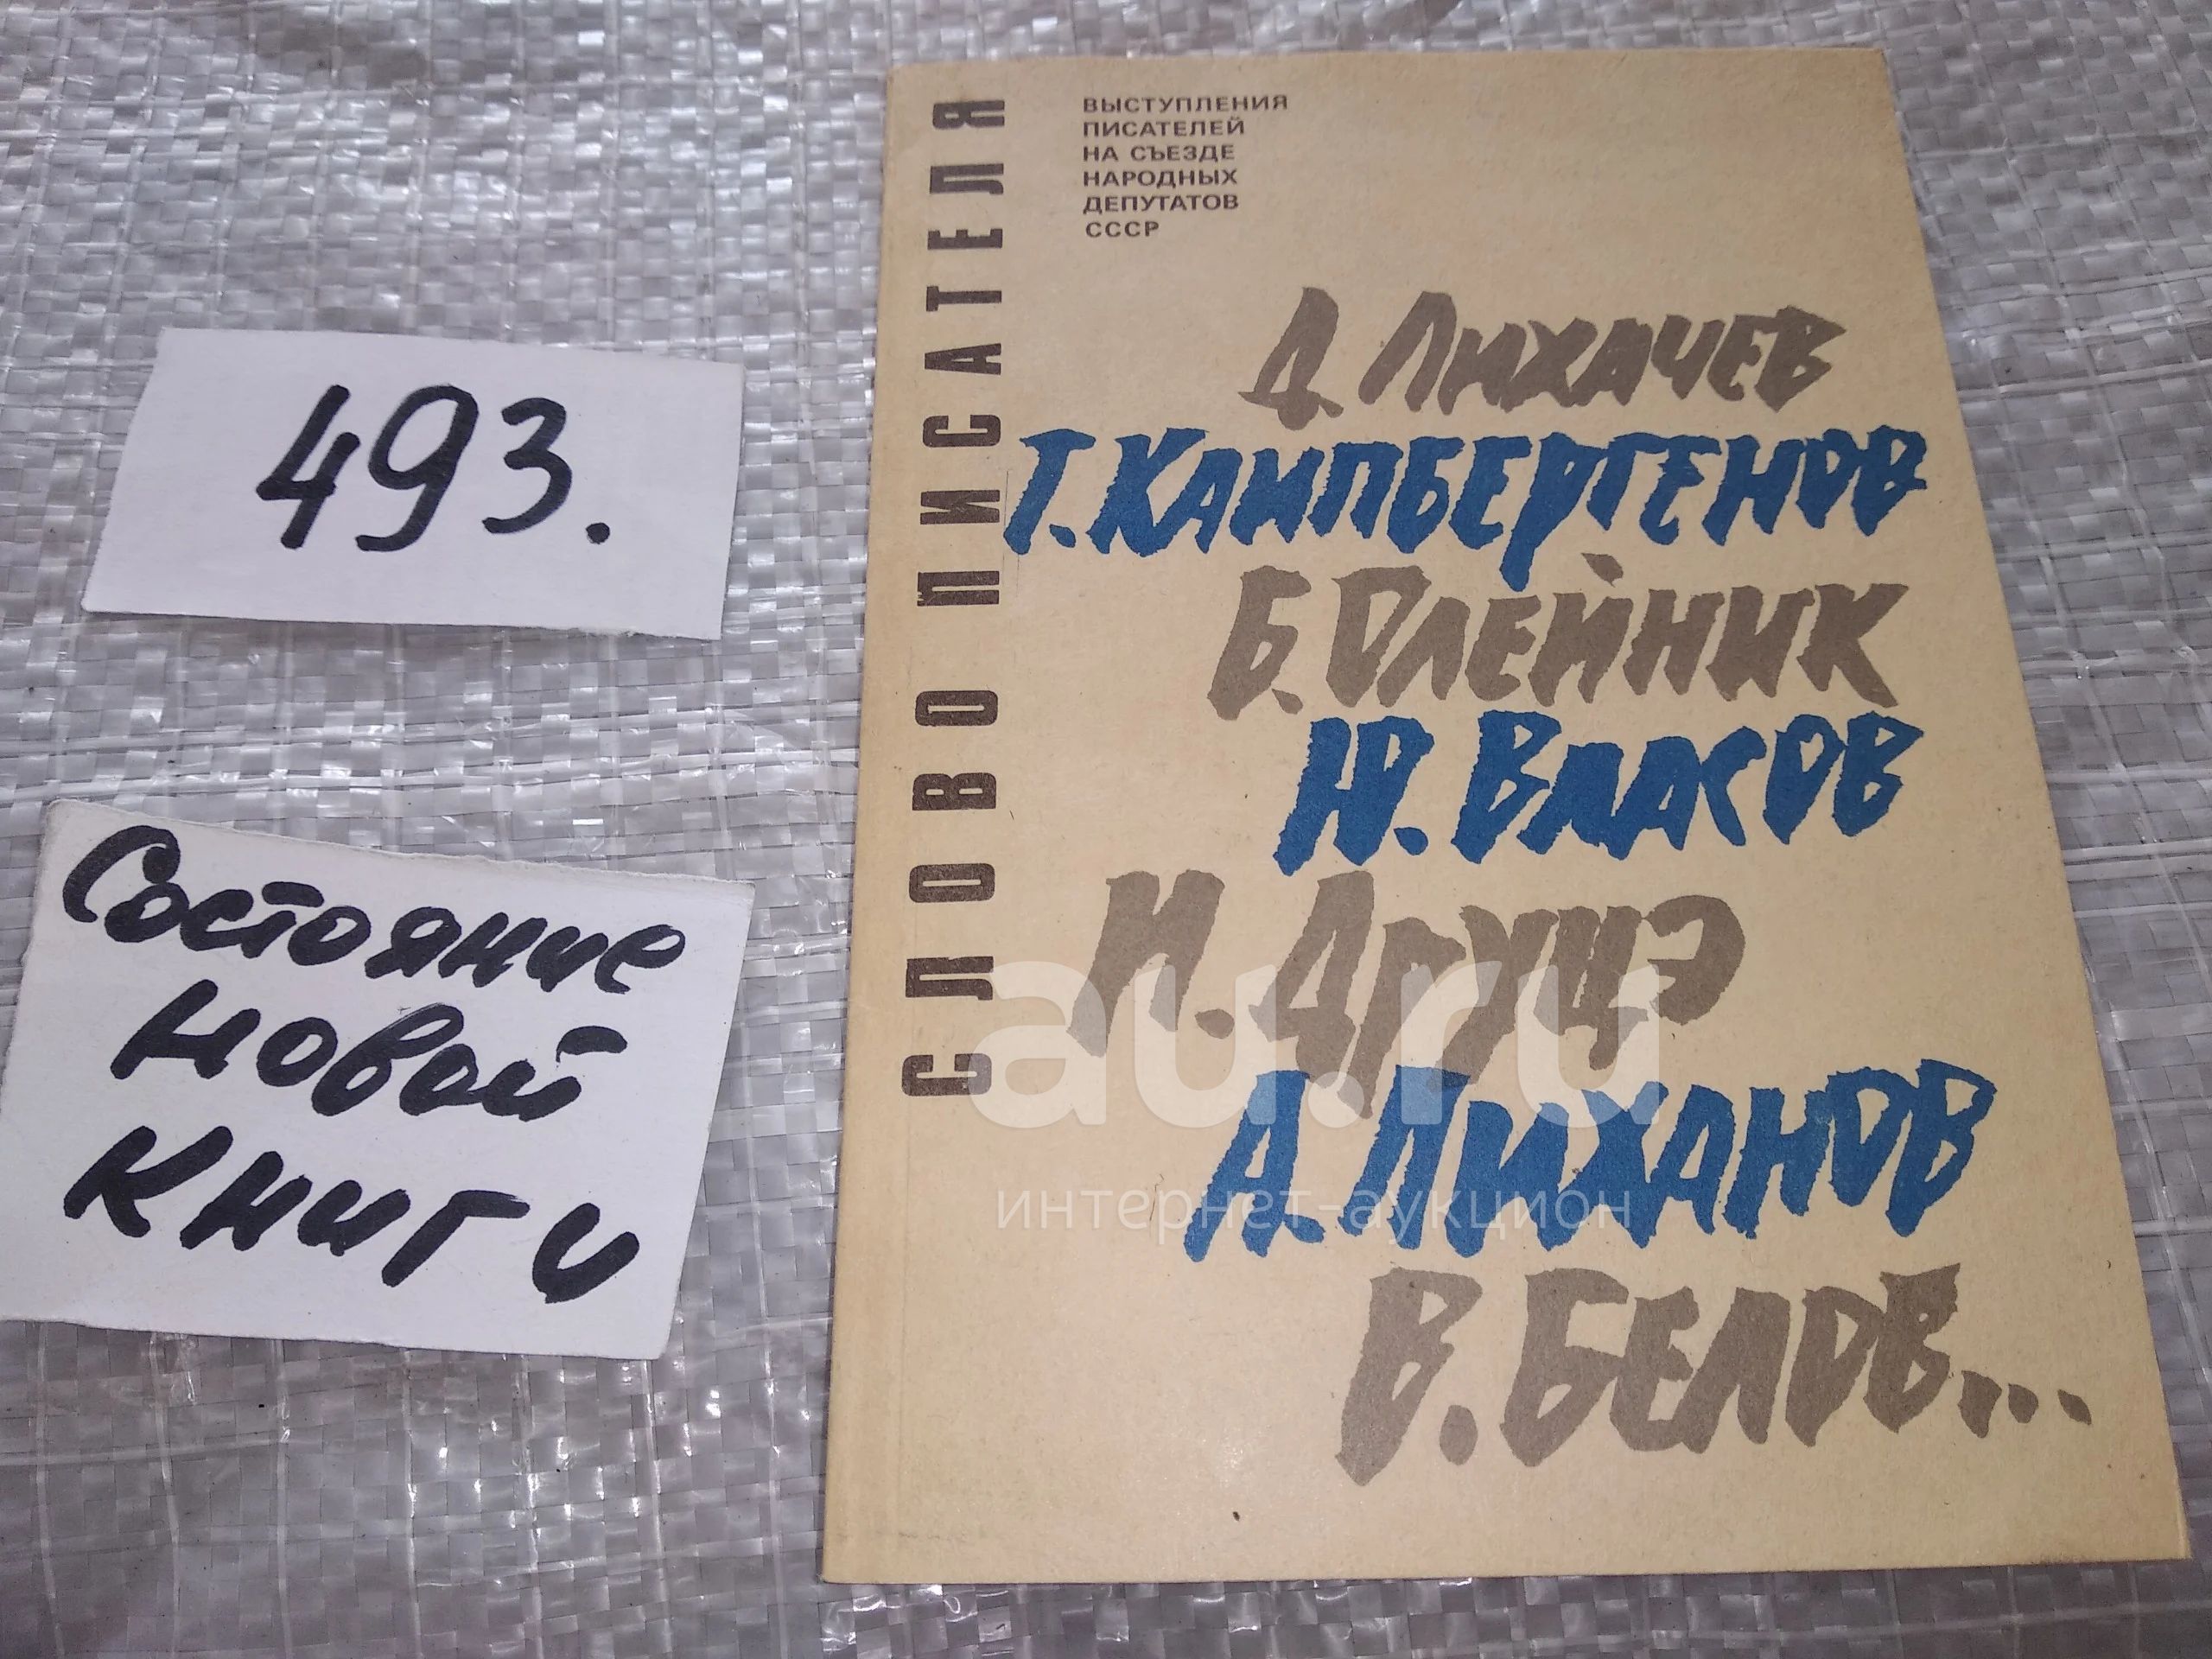 493.
Состояние
новой
книги
СЛОВО ПИСАТЕЛЯ
ВЫСТУПЛЕНИЯ
ПИСАТЕЛЕЙ
НА СЪЕЗДЕ
НАРОДНЫХ
ДЕПУТАТОВ
СССР
Д. ЛИХАЧЕВ
Т. КАИПБЕРГЕНОВ
Б. ОЛЕЙНИК
Ю. ВЛАСОВ
И. ДРУЦЭ
А. ЛИХАНОВ
В. БЕЛОВ...
au.ru
интернет-аукцион